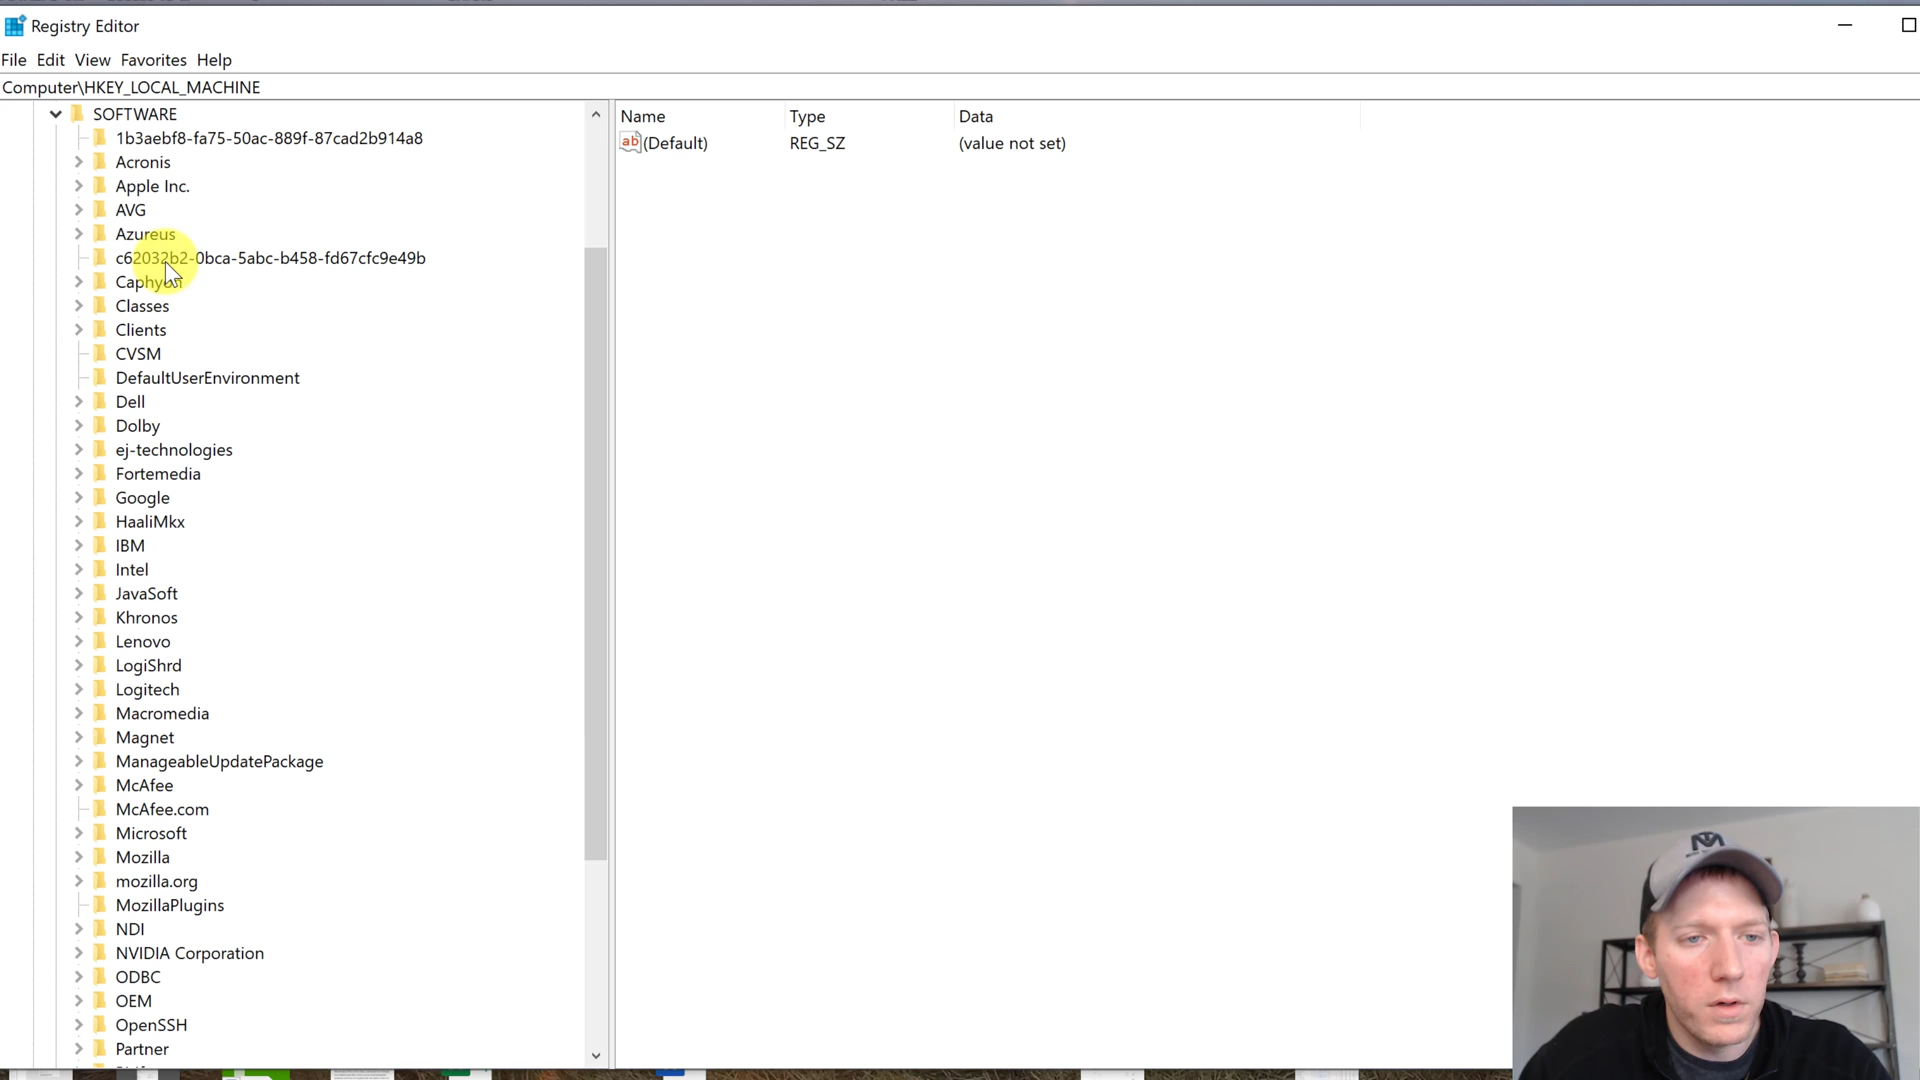 Registry Editor
File Edit View Favorites Help
Computer\HKEY_LOCAL_MACHINE
SOFTWARE
1b3aebf8-fa75-50ac-889f-87cad2b914a8
Acronis
Apple Inc.
AVG
Azureus
c62032b2-0bca-5abc-b458-fd67cfc9e49b
Classes
Clients
CVSM
DefaultUserEnvironment
Dell
Dolby
ej-technologies
Fortemedia
Google
HaaliMkx
IBM
Intel
JavaSoft
Khronos
Lenovo
LogiShrd
Logitech
Macromedia
Magnet
ManageableUpdatePackage
McAfee
McAfee.com
Microsoft
Mozilla
mozilla.org
MozillaPlugins
NDI
NVIDIA Corporation
ODBC
OEM
OpenSSH
Partner
Name Type Data
ab (Default) REG_SZ (value not set)